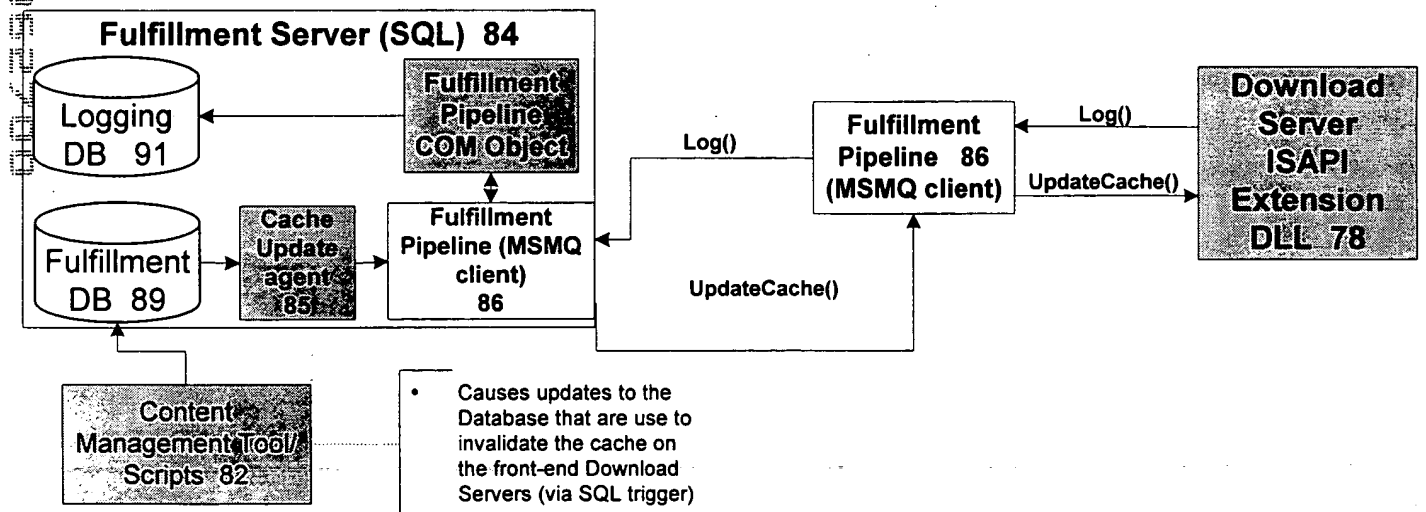 Fulfillment Server (SQL) 84
Logging
DB 91
Fulfillment
Pipeline
COM Object
Fulfillment
DB 89
Cache
Update
agent
85
Fulfillment
Pipeline (MSMQ
client)
86
Log()
UpdateCache()
Fulfillment
Pipeline 86
(MSMQ client)
Log()
UpdateCache()
Download
Server
ISAPI
Extension
DLL 78
Content
Management Tool/
Scripts 82
• Causes updates to the
Database that are use to
invalidate the cache on
the front-end Download
Servers (via SQL trigger)